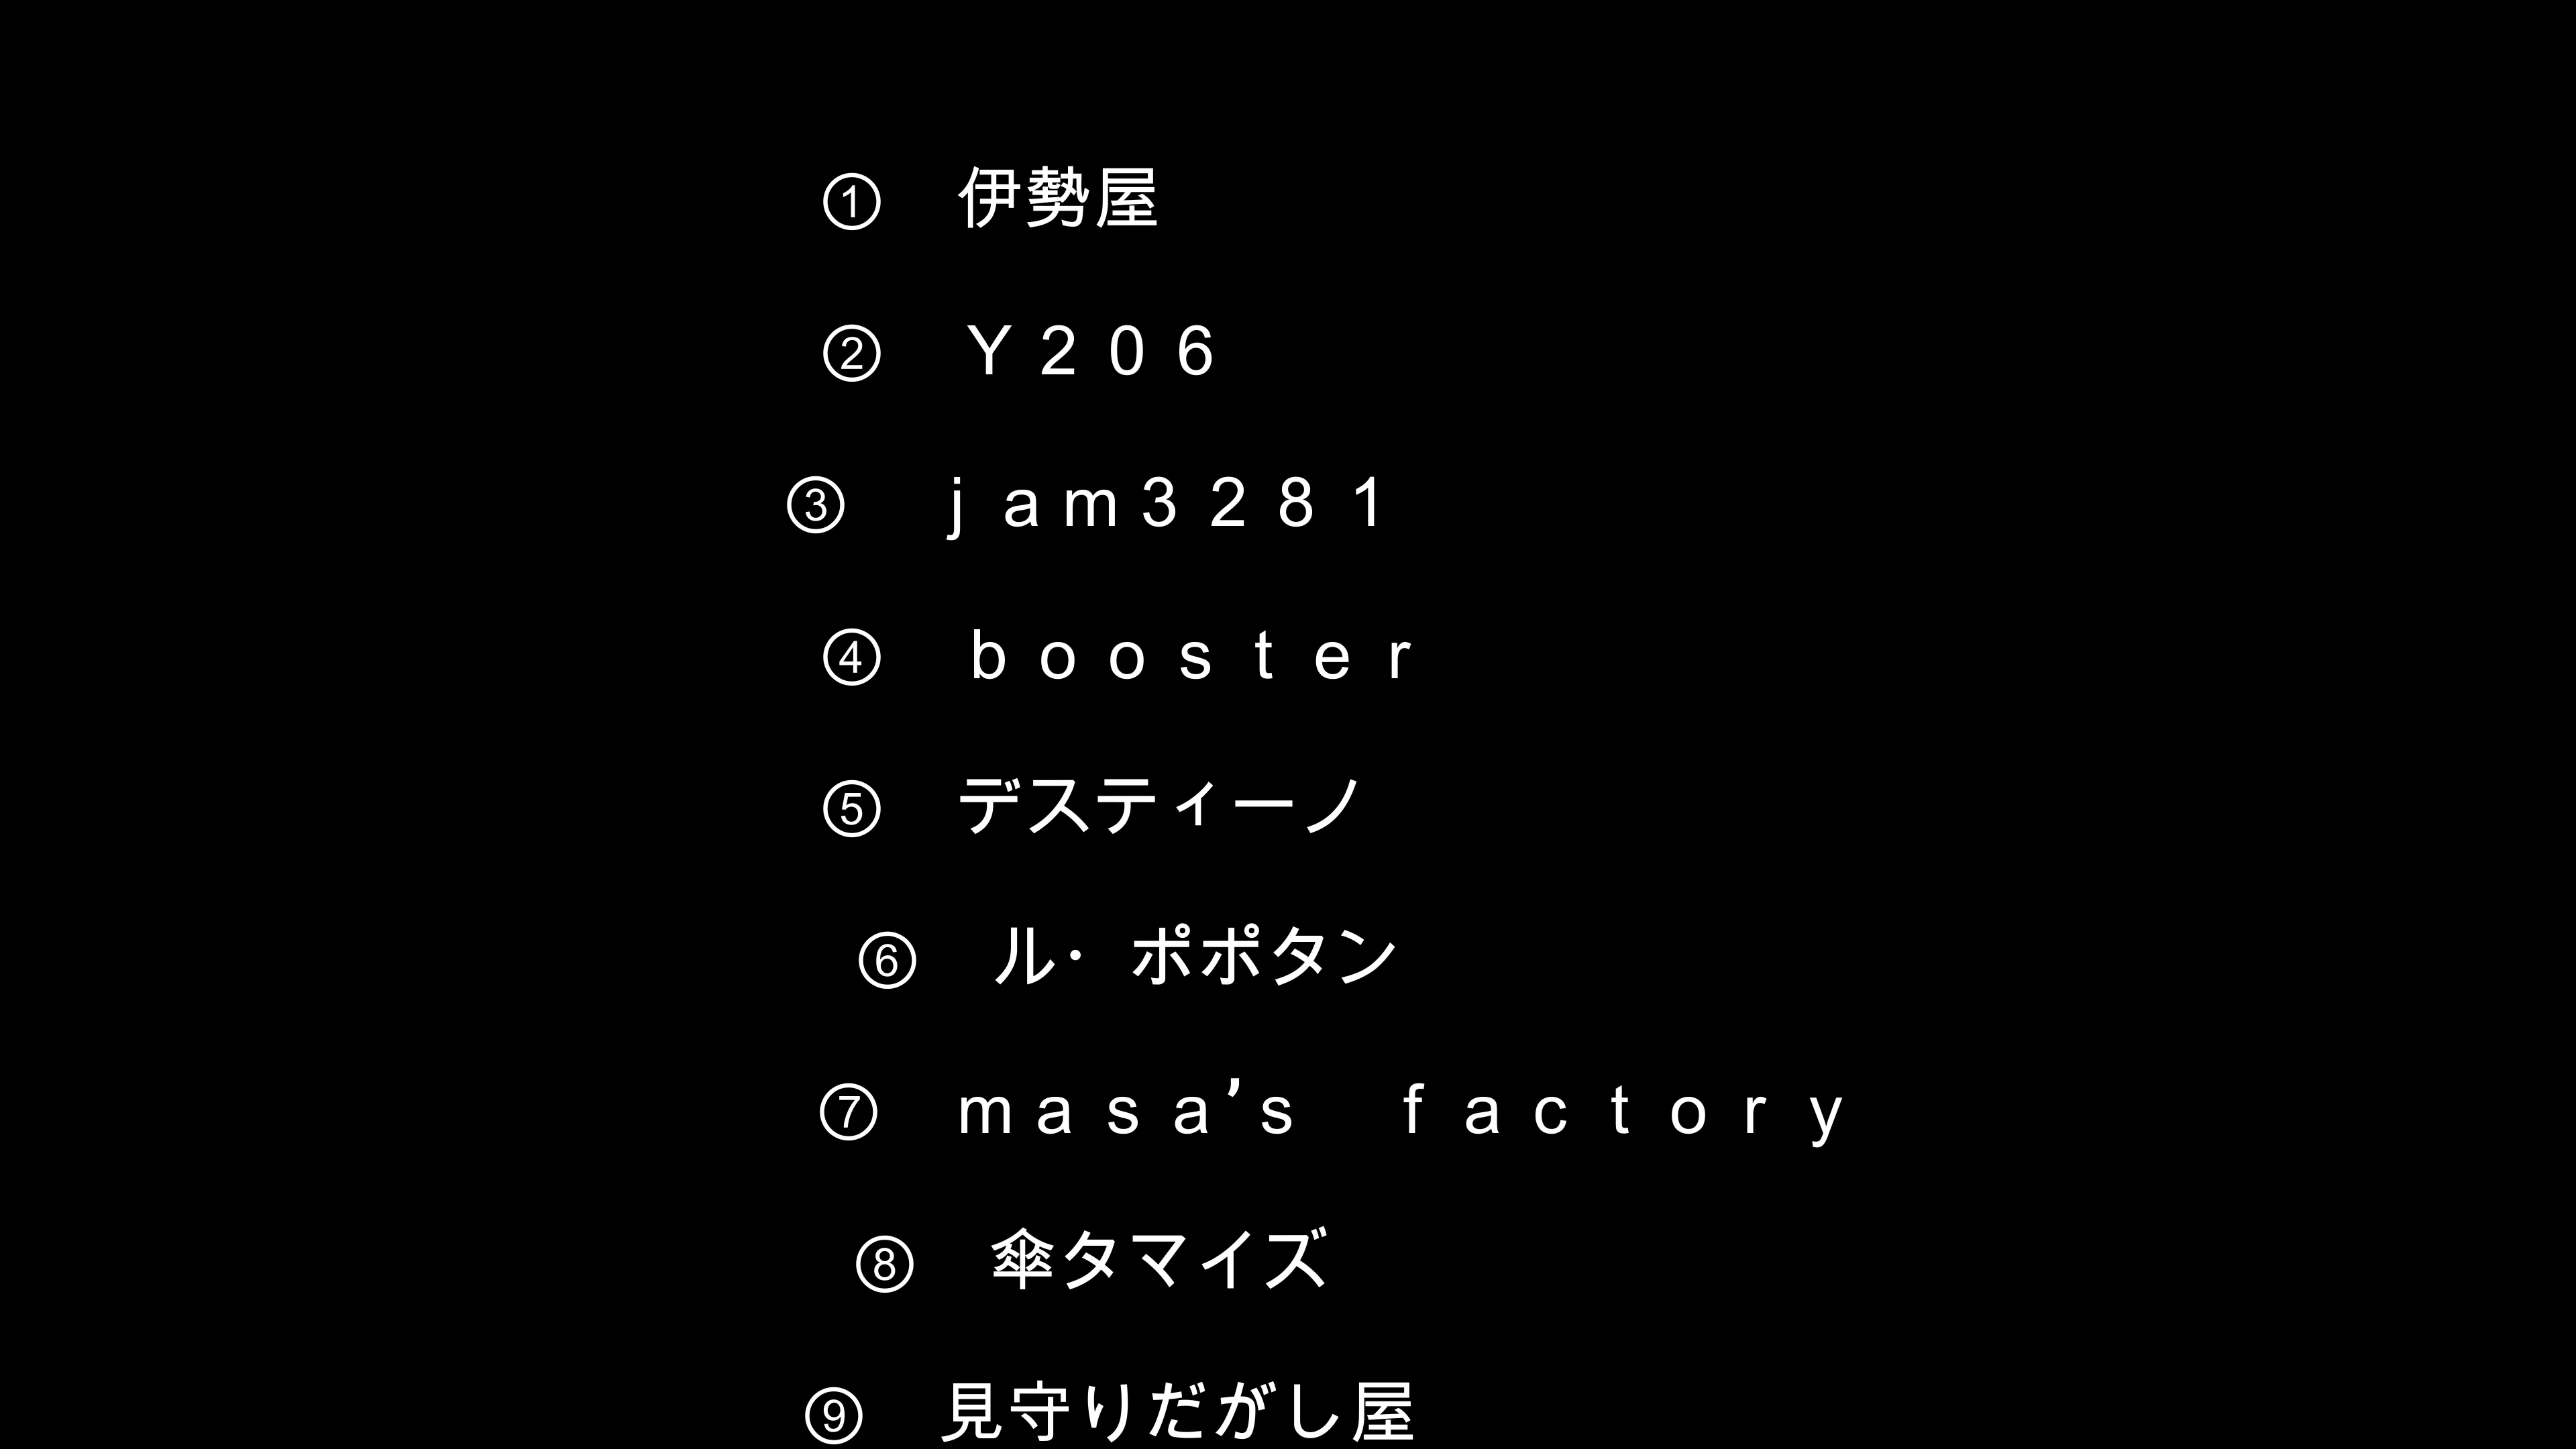 ①　伊勢屋
②　Ｙ２０６
③　ｊａｍ３２８１
④　ｂｏｏｓｔｅｒ
⑤　デスティーノ
⑥　ル・ポポタン
⑦　ｍａｓａ’ｓ　ｆａｃｔｏｒｙ
⑧　傘タマイズ
⑨　見守りだがし屋